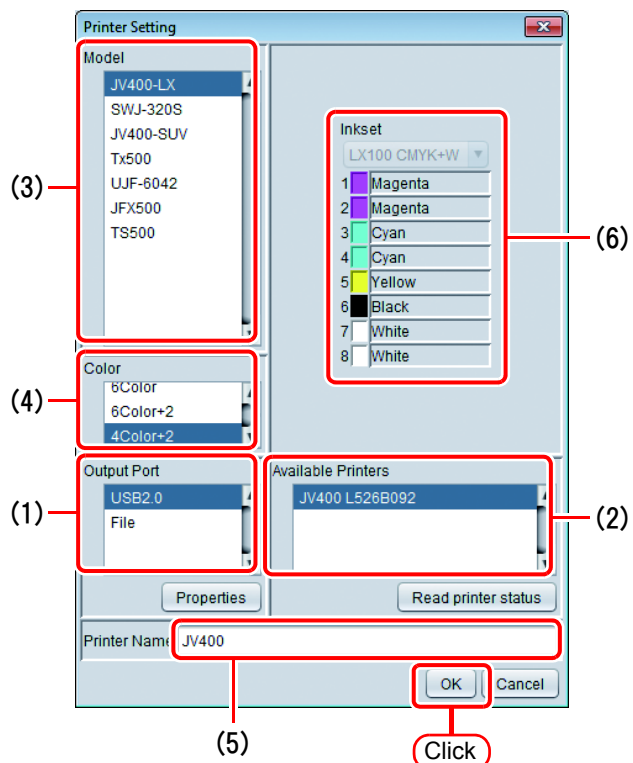 Printer Setting
Model
JV400-LX
SWJ-320S
JV400-SUV
Tx500
UJF-6042
JFX500
TS500
(3)
Inkset
LX100 CMYK+W
1 Magenta
2 Magenta
3 Cyan
4 Cyan
5 Yellow
6 Black
7 White
8 White
(6)
Color
6Color
6Color+2
4Color+2
(4)
Output Port
USB2.0
File
(1)
Available Printers
JV400 L526B092
(2)
Properties
Read printer status
Printer Name JV400
OK
Cancel
(5)
Click